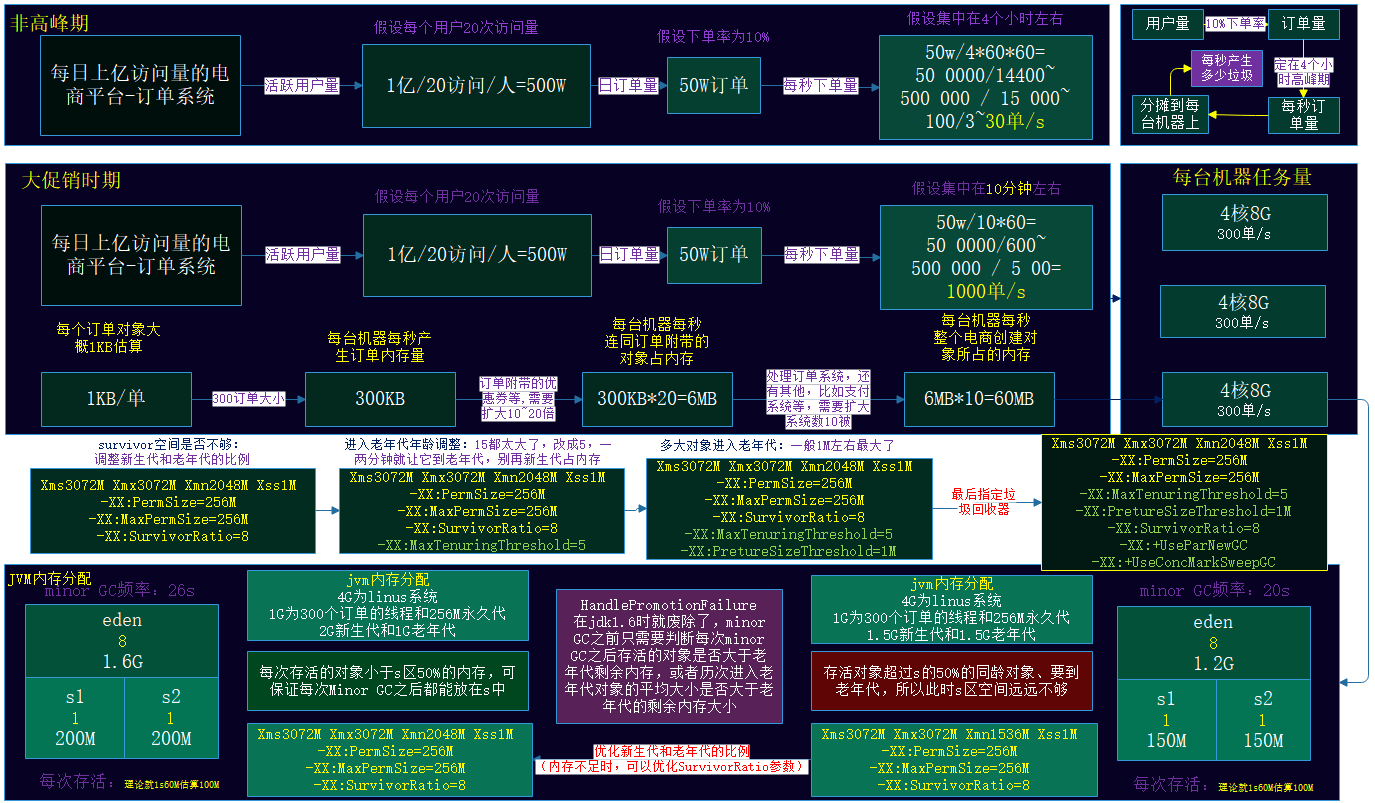 非高峰期
每日上亿访问量的电
商平台-订单系统
活跃用户量
假设每个用户20次访问量
1亿/20访问/人=500W
日订单量
假设下单率为10%
50W订单
每秒下单量
假设集中在4个小时左右
50w/4*60*60=
50 0000/14400~
500 000 / 15 000~
100/3~30单/s
用户量
10%下单率
订单量
定在4个小
时高峰期
每秒订
单量
分摊到每
台机器上
每秒产生
多少垃圾
大促销时期
每日上亿访问量的电
商平台-订单系统
活跃用户量
假设每个用户20次访问量
1亿/20访问/人=500W
日订单量
假设下单率为10%
50W订单
每秒下单量
假设集中在10分钟左右
50w/10*60=
50 0000/600~
500 000 / 5 00=
1000单/s
每台机器任务量
4核8G
300单/s
4核8G
300单/s
4核8G
300单/s
每个订单对象大
概1KB估算
1KB/单
300订单大小
每台机器每秒产
生订单内存量
300KB
订单附带的优
惠券等,需要
扩大10~20倍
每台机器每秒
连同订单附带的
对象占内存
300KB*20=6MB
处理订单系统，还
有其他，比如支付
系统等，需要扩大
系统数10被
每台机器每秒
整个电商创建对
象所占的内存
6MB*10=60MB
survivor空间是否不够：
调整新生代和老年代的比例
Xms3072M Xmx3072M Xmn2048M Xss1M
-XX:PermSize=256M
-XX:MaxPermSize=256M
-XX:SurvivorRatio=8
进入老年代年龄调整：15都太大了，改成5，一
两分钟就让它到老年代，别再新生代占内存
Xms3072M Xmx3072M Xmn2048M Xss1M
-XX:PermSize=256M
-XX:MaxPermSize=256M
-XX:SurvivorRatio=8
-XX:MaxTenuringThreshold=5
多大对象进入老年代：一般1M左右最大了
Xms3072M Xmx3072M Xmn2048M Xss1M
-XX:PermSize=256M
-XX:MaxPermSize=256M
-XX:SurvivorRatio=8
-XX:MaxTenuringThreshold=5
-XX:PretureSizeThreshold=1M
最后指定垃
圾回收器
Xms3072M Xmx3072M Xmn2048M Xss1M
-XX:PermSize=256M
-XX:MaxPermSize=256M
-XX:MaxTenuringThreshold=5
-XX:PretureSizeThreshold=1M
-XX:SurvivorRatio=8
-XX:+UseParNewGC
-XX:+UseConcMarkSweepGC
JVM内存分配
minor GC频率：26s
eden
8
1.6G
s1
1
200M
s2
1
200M
每次存活：理论就1s60M估算100M
jvm内存分配
4G为linus系统
1G为300个订单的线程和256M永久代
2G新生代和1G老年代
每次存活的对象小于s区50%的内存，可
保证每次Minor GC之后都能放在s中
Xms3072M Xmx3072M Xmn2048M Xss1M
-XX:PermSize=256M
-XX:MaxPermSize=256M
-XX:SurvivorRatio=8
HandlePromotionFailure
在jdk1.6时就废除了，minor
GC之前只需要判断每次minor
GC之后存活的对象是否大于老
年代剩余内存，或者历次进入老
年代对象的平均大小是否大于老
年代的剩余内存大小
优化新生代和老年代的比例
（内存不足时，可以优化SurvivorRatio参数）
jvm内存分配
4G为linus系统
1G为300个订单的线程和256M永久代
1.5G新生代和1.5G老年代
存活对象超过s的50%的同龄对象、要到
老年代，所以此时s区空间远远不够
Xms3072M Xmx3072M Xmn1536M Xss1M
-XX:PermSize=256M
-XX:MaxPermSize=256M
-XX:SurvivorRatio=8
minor GC频率：20s
eden
8
1.2G
s1
1
150M
s2
1
150M
每次存活：理论就1s60M估算100M